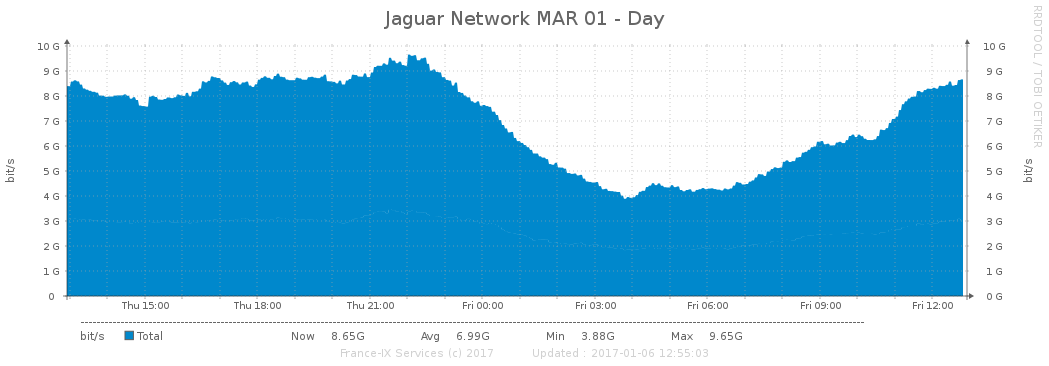 Jaguar Network MAR 01 - Day
RRDTOOL / TOBI OETIKER
bit/s
10 G
9 G
8 G
7 G
6 G
5 G
4 G
3 G
2 G
1 G
0
10 G
9 G
8 G
7 G
6 G
5 G
4 G
3 G
2 G
1 G
0 G
bit/s
Thu 15:00 Thu 18:00 Thu 21:00 Fri 00:00 Fri 03:00 Fri 06:00 Fri 09:00 Fri 12:00
bit/s Total Now 8.65G Avg 6.99G Min 3.88G Max 9.65G
France-IX Services (c) 2017 Updated : 2017-01-06 12:55:03